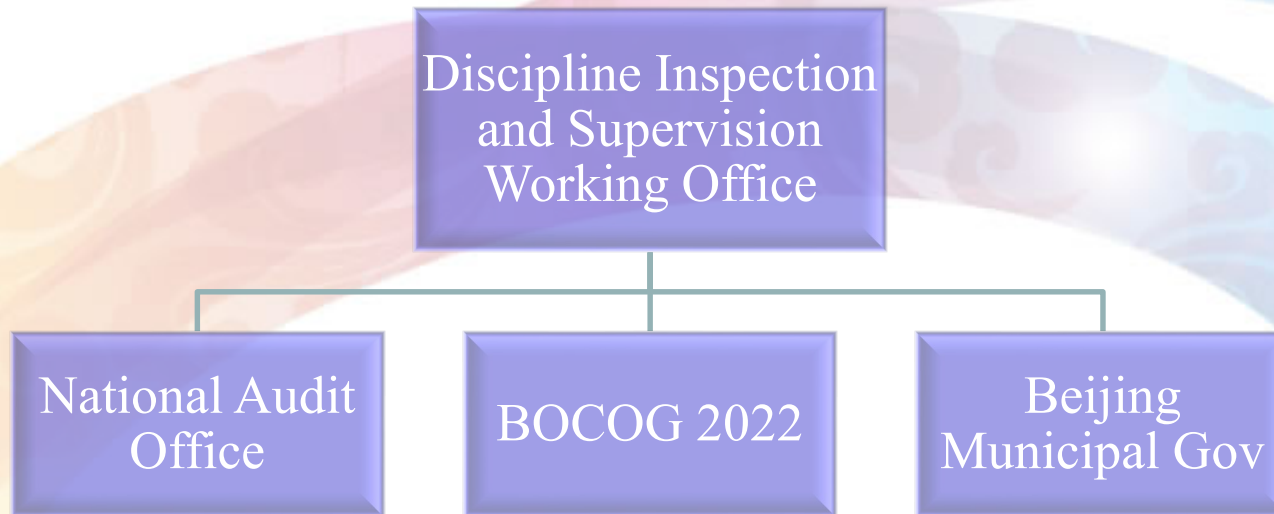 Discipline Inspection
and Supervision
Working Office
National Audit
Office
BOCOG 2022
Beijing
Municipal Gov